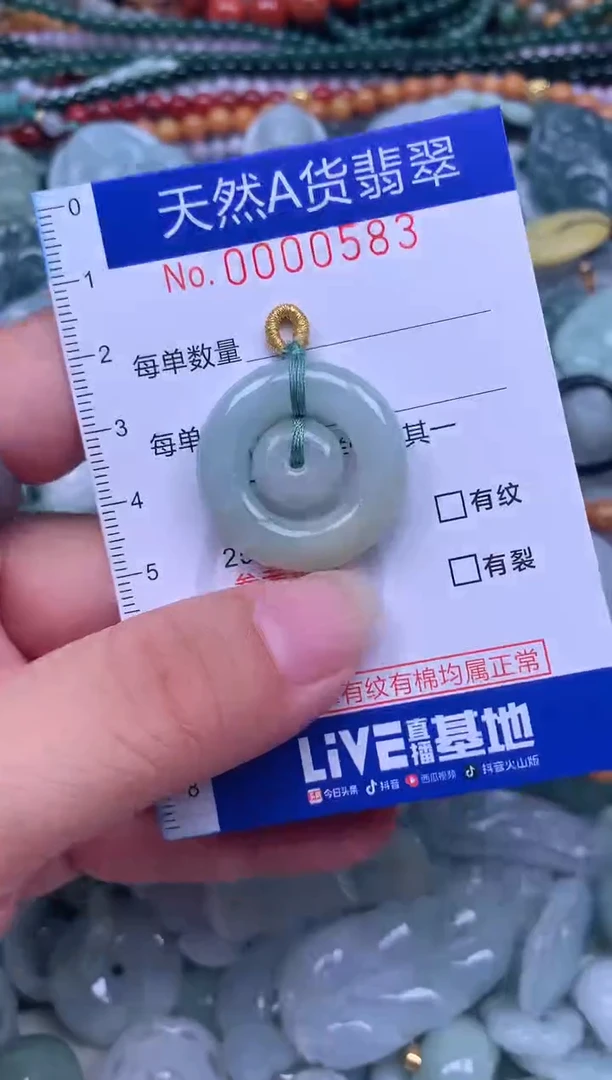 天然A货翡翠
No. 0000583
0
1
2
3
4
5
8
每单数量
每单
其一
有纹
2
有裂
有纹有棉均属正常
LiVE直播基地
今日头条 抖音 西瓜视频 抖音火山版